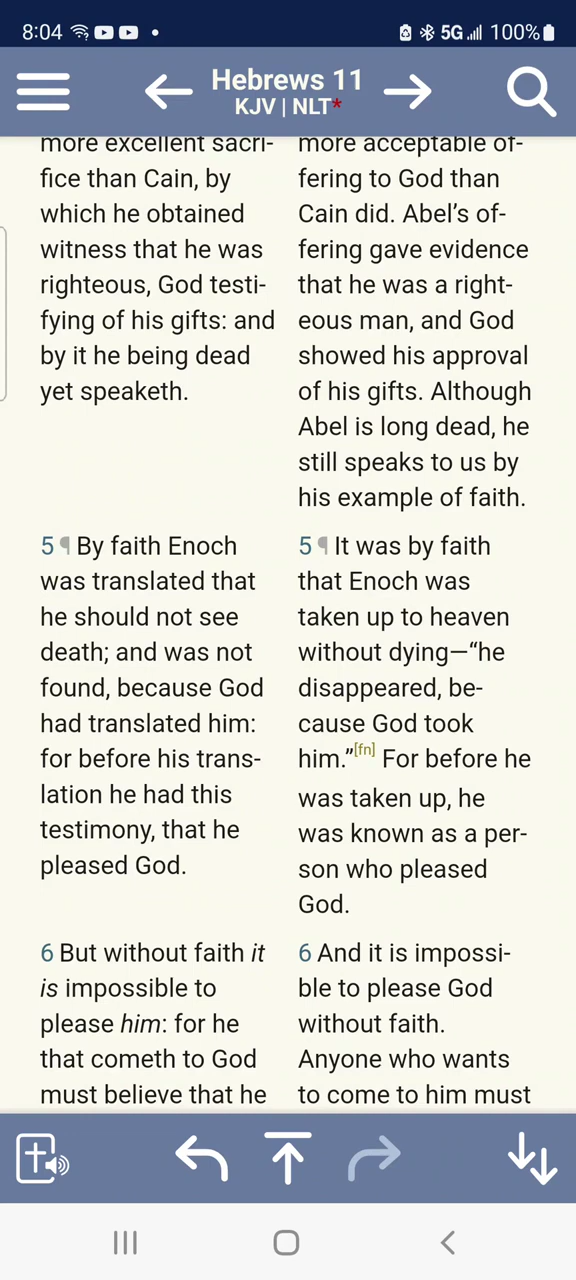 8:04
5G 100%
Hebrews 11
KJV | NLT*
more excellent sacri-
fice than Cain, by
which he obtained
witness that he was
righteous, God testi-
fying of his gifts: and
by it he being dead
yet speaketh.
5 ¶ By faith Enoch
was translated that
he should not see
death; and was not
found, because God
had translated him:
for before his trans-
lation he had this
testimony, that he
pleased God.
6 But without faith it
is impossible to
please him: for he
that cometh to God
must believe that he
more acceptable of-
fering to God than
Cain did. Abel’s of-
fering gave evidence
that he was a right-
eous man, and God
showed his approval
of his gifts. Although
Abel is long dead, he
still speaks to us by
his example of faith.
5 ¶ It was by faith
that Enoch was
taken up to heaven
without dying—“he
disappeared, be-
cause God took
him.”[fn] For before he
was taken up, he
was known as a per-
son who pleased
God.
6 And it is impossi-
ble to please God
without faith.
Anyone who wants
to come to him must